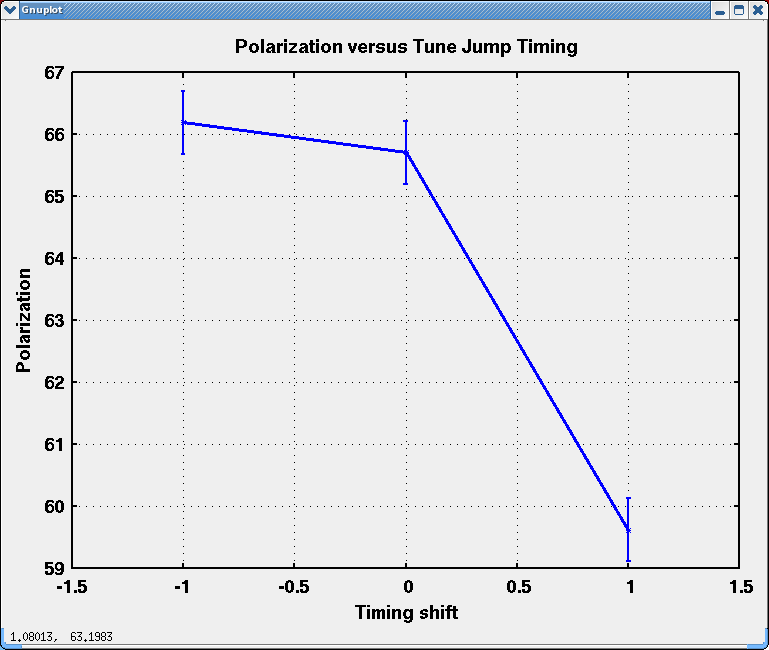 Gnuplot
Polarization versus Tune Jump Timing
67
66
65
64
63
62
61
60
59
Polarization
-1.5 -1 -0.5 0 0.5 1 1.5
Timing shift
1.08013, 63.1983